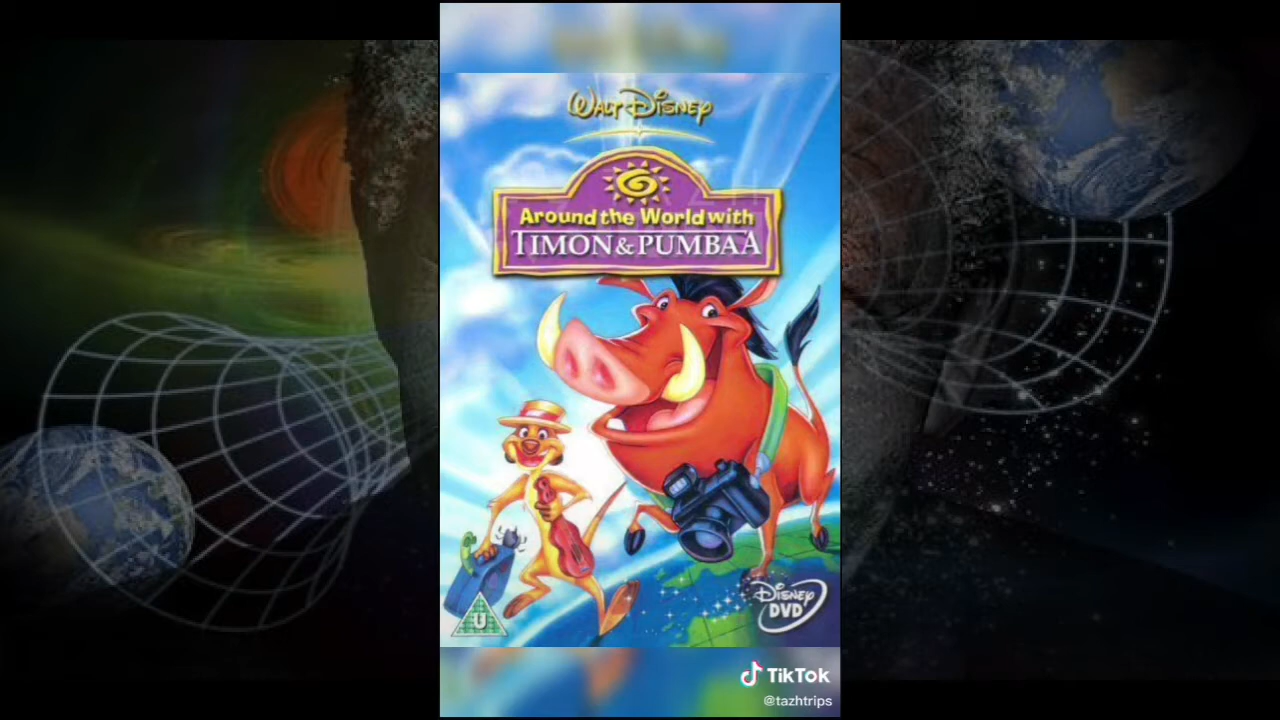 WALT DISNEY
Around the World with
TIMON & PUMBAA
U
DISNEY
DVD
TikTok
@tazhtrips